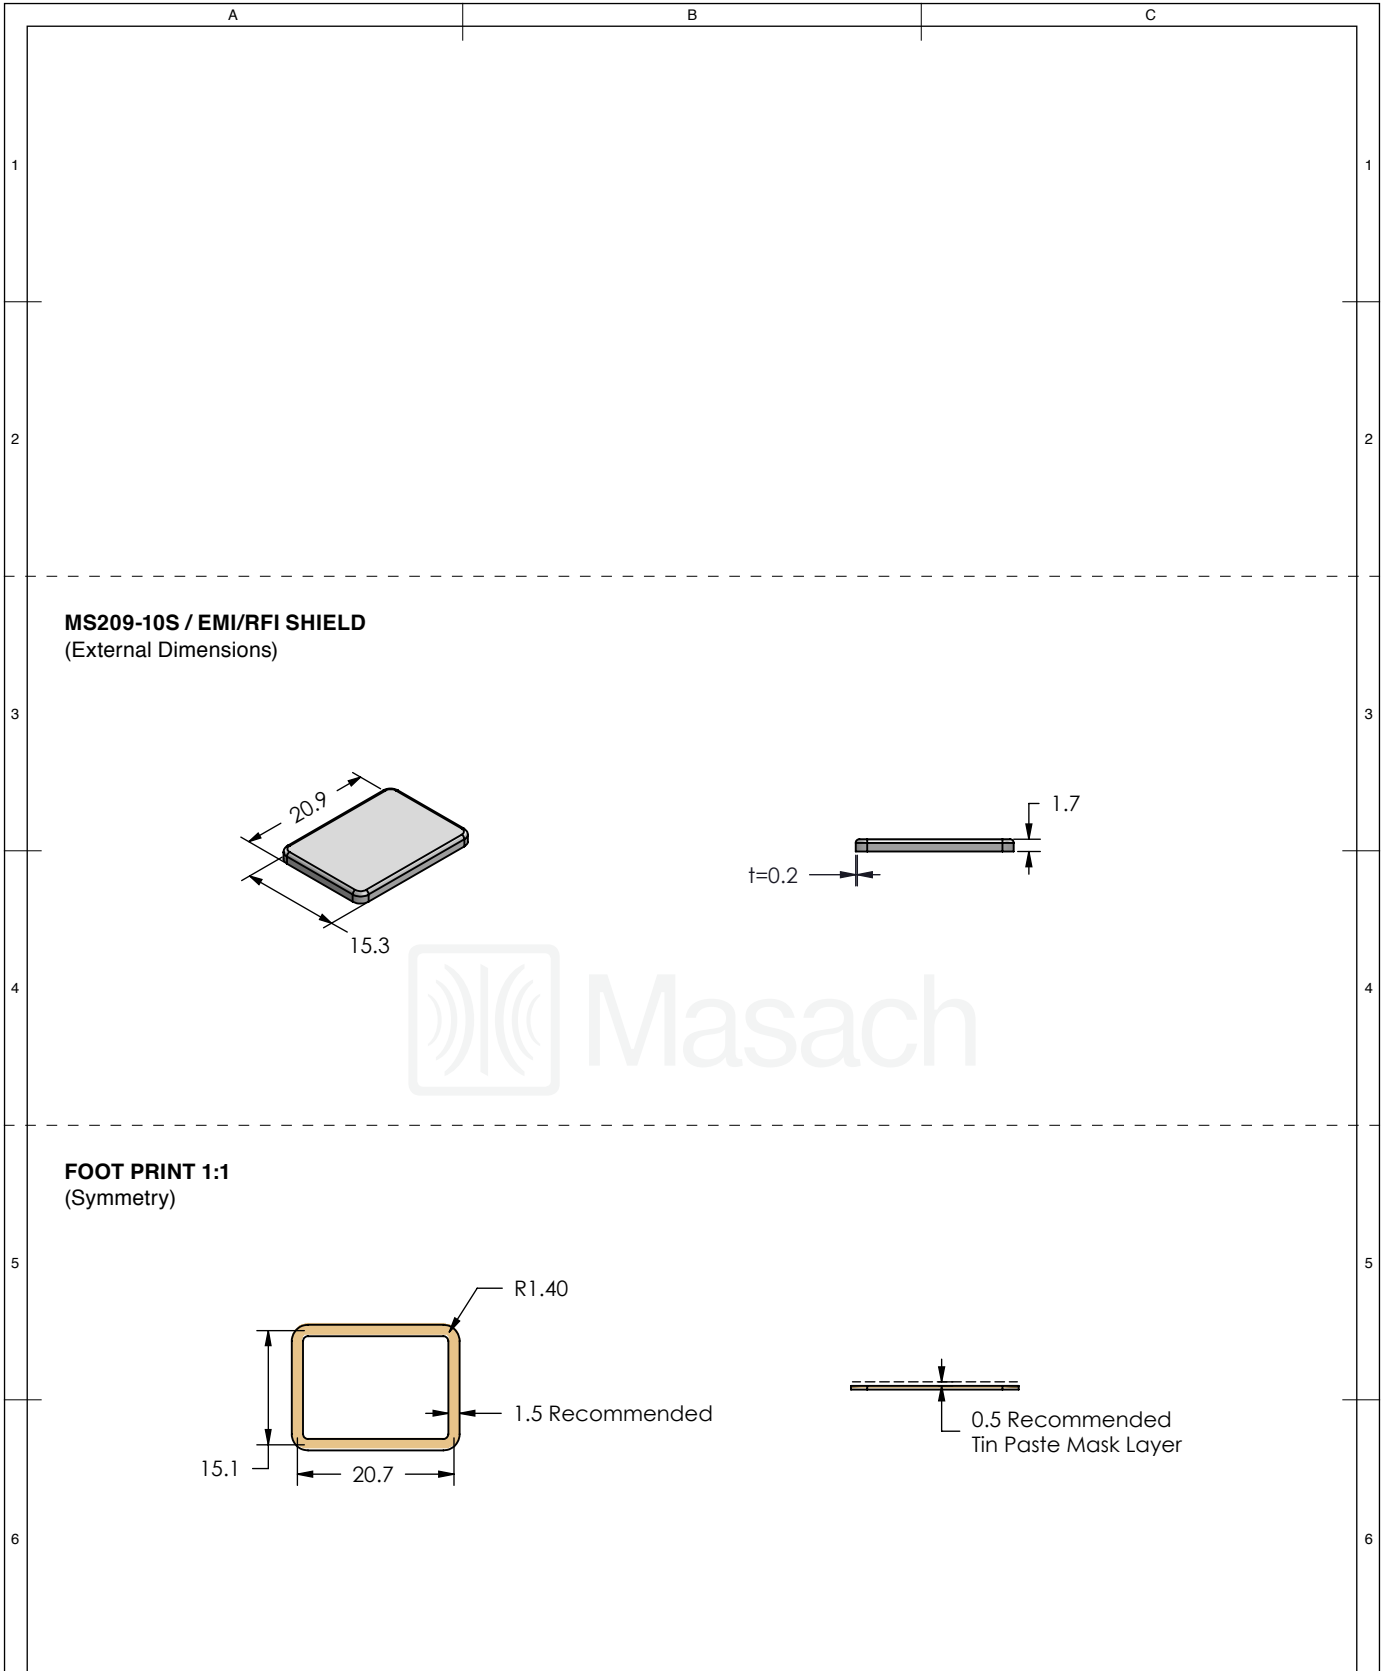 A B C
1 1
2 2
MS209-10S / EMI/RFI SHIELD
(External Dimensions)
3 3
20.9
1.7
t=0.2
15.3
Masach
4 4
FOOT PRINT 1:1
(Symmetry)
5 5
R1.40
1.5 Recommended
0.5 Recommended
Tin Paste Mask Layer
15.1
20.7
6 6